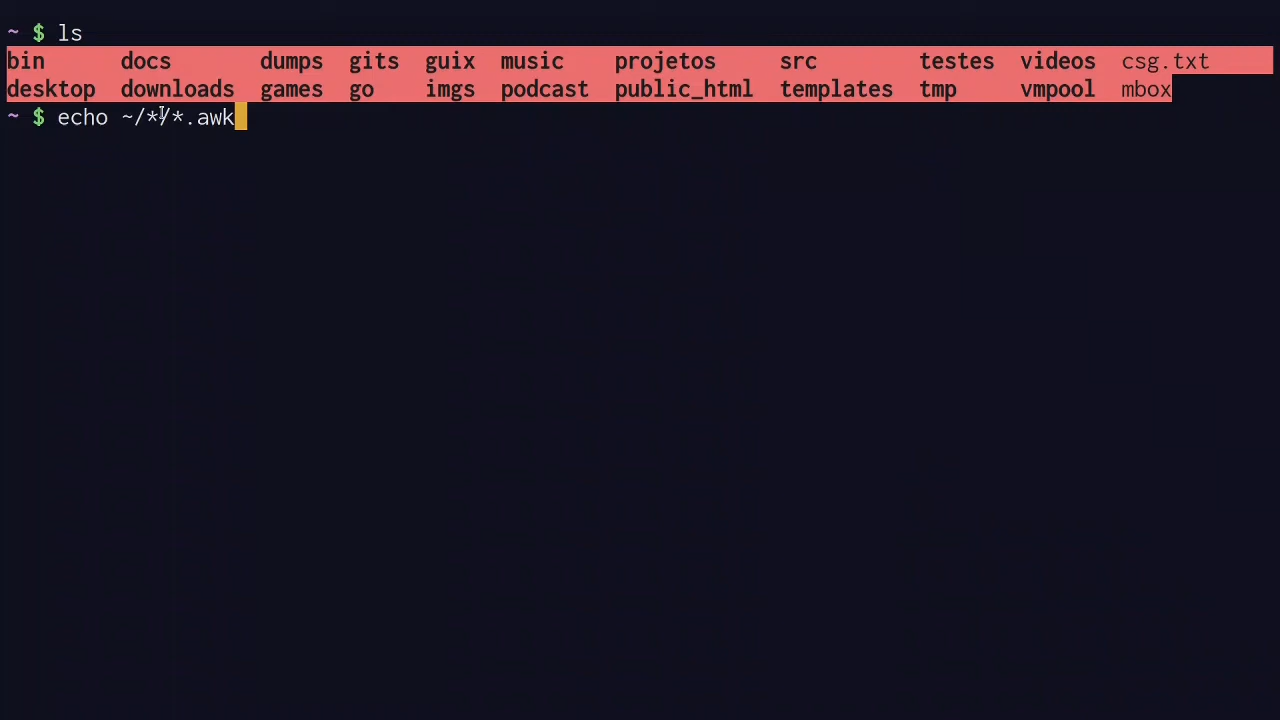 ~ $ ls
bin      docs       dumps  gits  guix  music    projetos     src        testes  videos  csg.txt
desktop  downloads  games  go    imgs  podcast  public_html  templates  tmp     vmpool  mbox
~ $ echo ~/*/*.awk